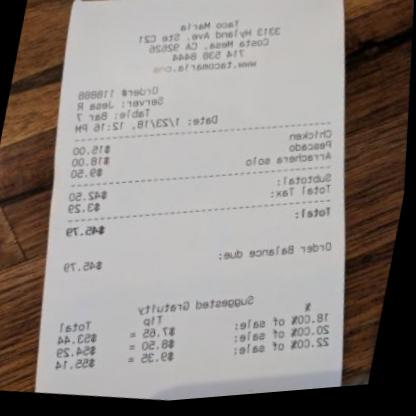 Taco Maria
3313 Hyland Ave. Ste C21
Costa Mesa, CA 92626
714 538 8444
www.tacomaria.com
Order# 118888
Server: Jesa R
Table: Bar 7
Date: 1/23/18, 12:16 PM
Chicken $15.00
Pescado $18.00
Arrachera solo $9.50
Subtotal: $42.50
Total Tax: $3.29
Total: $45.79
Order Balance due: $45.79
Suggested Gratuity
% Tip Total
18.00% of sale: $7.65 = $53.44
20.00% of sale: $8.50 = $54.29
22.00% of sale: $9.35 = $55.14